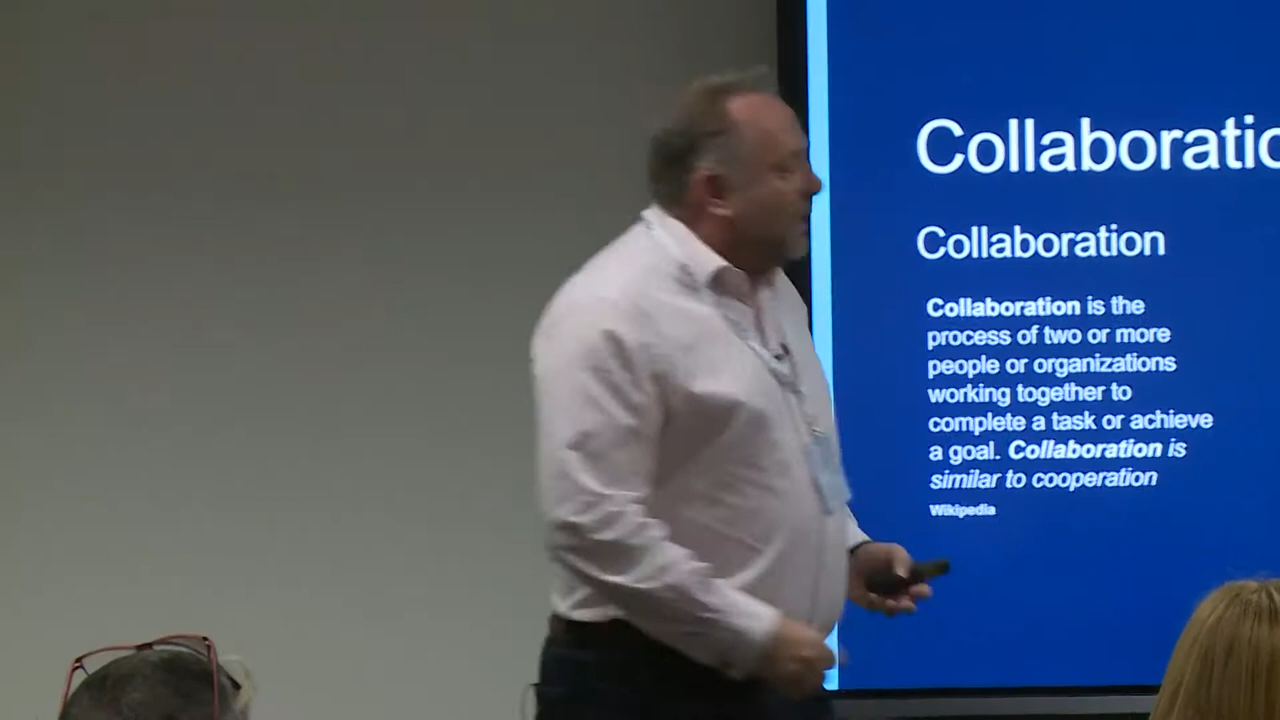 Collaboratio
Collaboration
Collaboration is the
process of two or more
people or organizations
working together to
complete a task or achieve
a goal. Collaboration is
similar to cooperation
Wikipedia